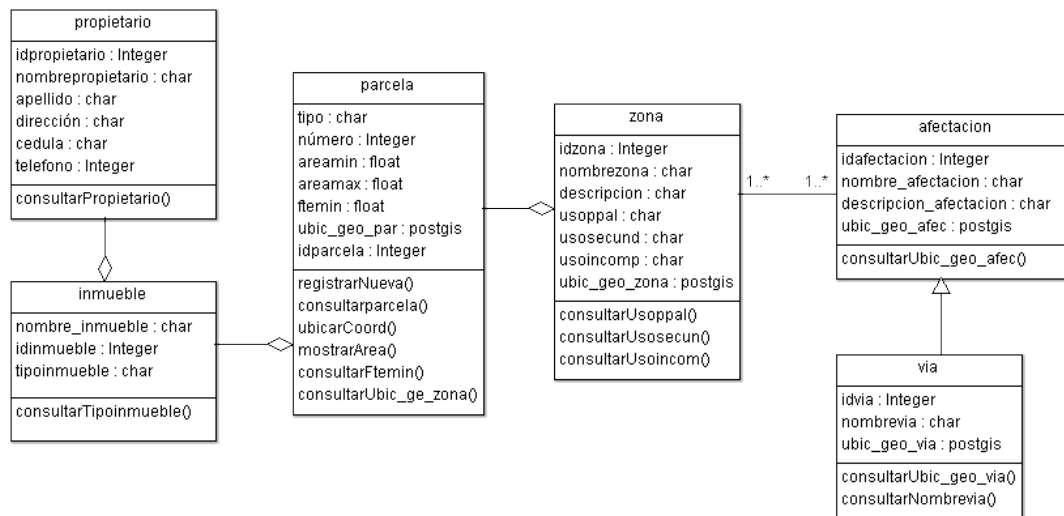 propietario
idpropietario : Integer
nombrepropietario : char
apellido : char
dirección : char
cedula : char
telefono : Integer
consultarPropietario()
inmueble
nombre_inmueble : char
idinmueble : Integer
tipoinmueble : char
consultarTipoinmueble()
parcela
tipo : char
número : Integer
areamin : float
areamax : float
ftemin : float
ubic_geo_par : postgis
idparcela : Integer
registrarNueva()
consultarparcela()
ubicarCoord()
mostrarArea()
consultarFtemin()
consultarUbic_ge_zona()
zona
idzona : Integer
nombrezona : char
descripcion : char
usoppal : char
usosecund : char
usoincomp : char
ubic_geo_zona : postgis
consultarUsoppal()
consultarUsosecun()
consultarUsoincom()
1..* 1..*
afectacion
idafectacion : Integer
nombre_afectacion : char
descripcion_afectacion : char
ubic_geo_afec : postgis
consultarUbic_geo_afec()
via
idvia : Integer
nombrevia : char
ubic_geo_via : postgis
consultarUbic_geo_via()
consultarNombrevia()